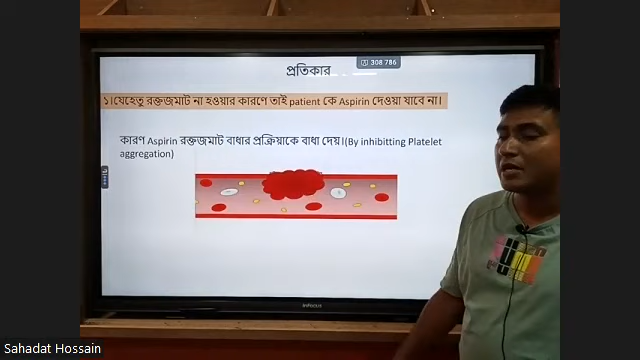 308 786
প্রতিকার
১।যেহেতু রক্তজমাট না হওয়ার কারণে তাই patient কে Aspirin দেওয়া যাবে না।
কারণ Aspirin রক্তজমাট বাধার প্রক্রিয়াকে বাধা দেয়।(By inhibitting Platelet
aggregation)
InFocus
Sahadat Hossain